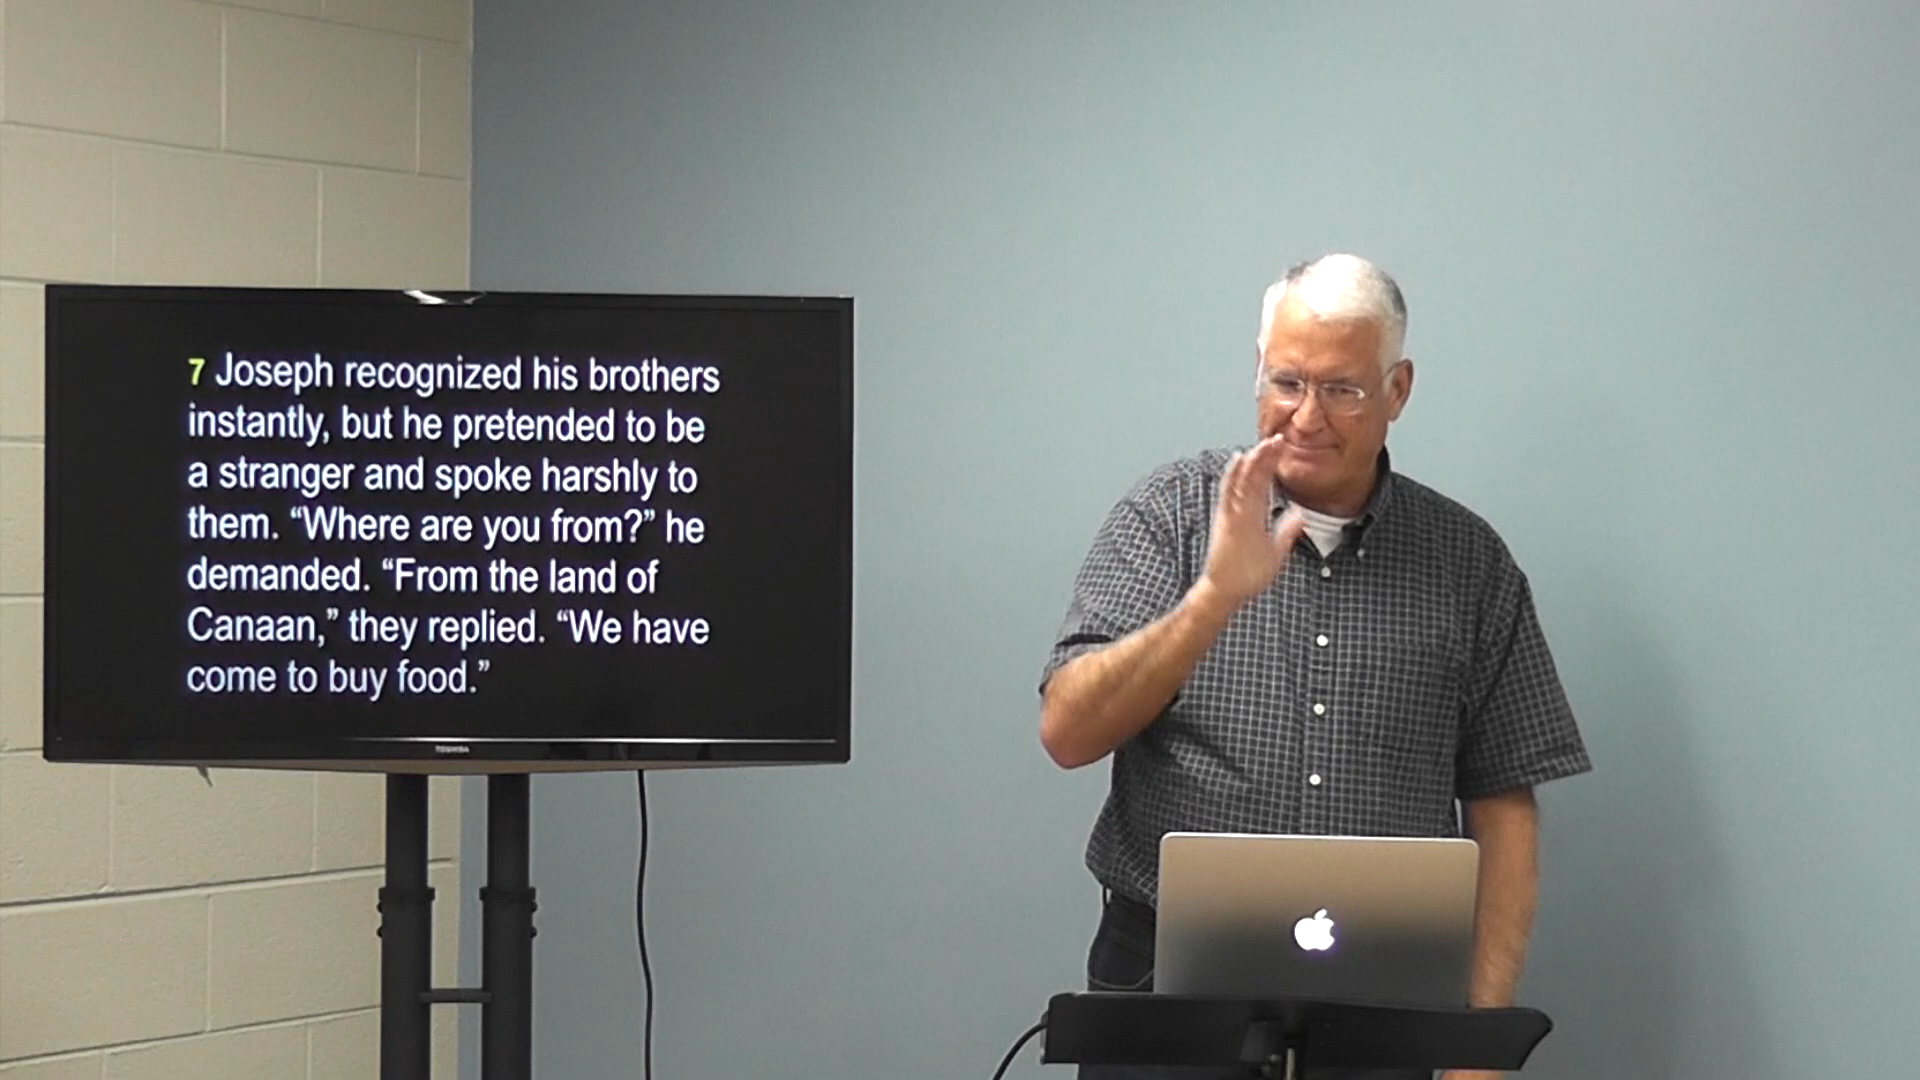 7 Joseph recognized his brothers
instantly, but he pretended to be
a stranger and spoke harshly to
them. “Where are you from?” he
demanded. “From the land of
Canaan,” they replied. “We have
come to buy food.”
TOSHIBA